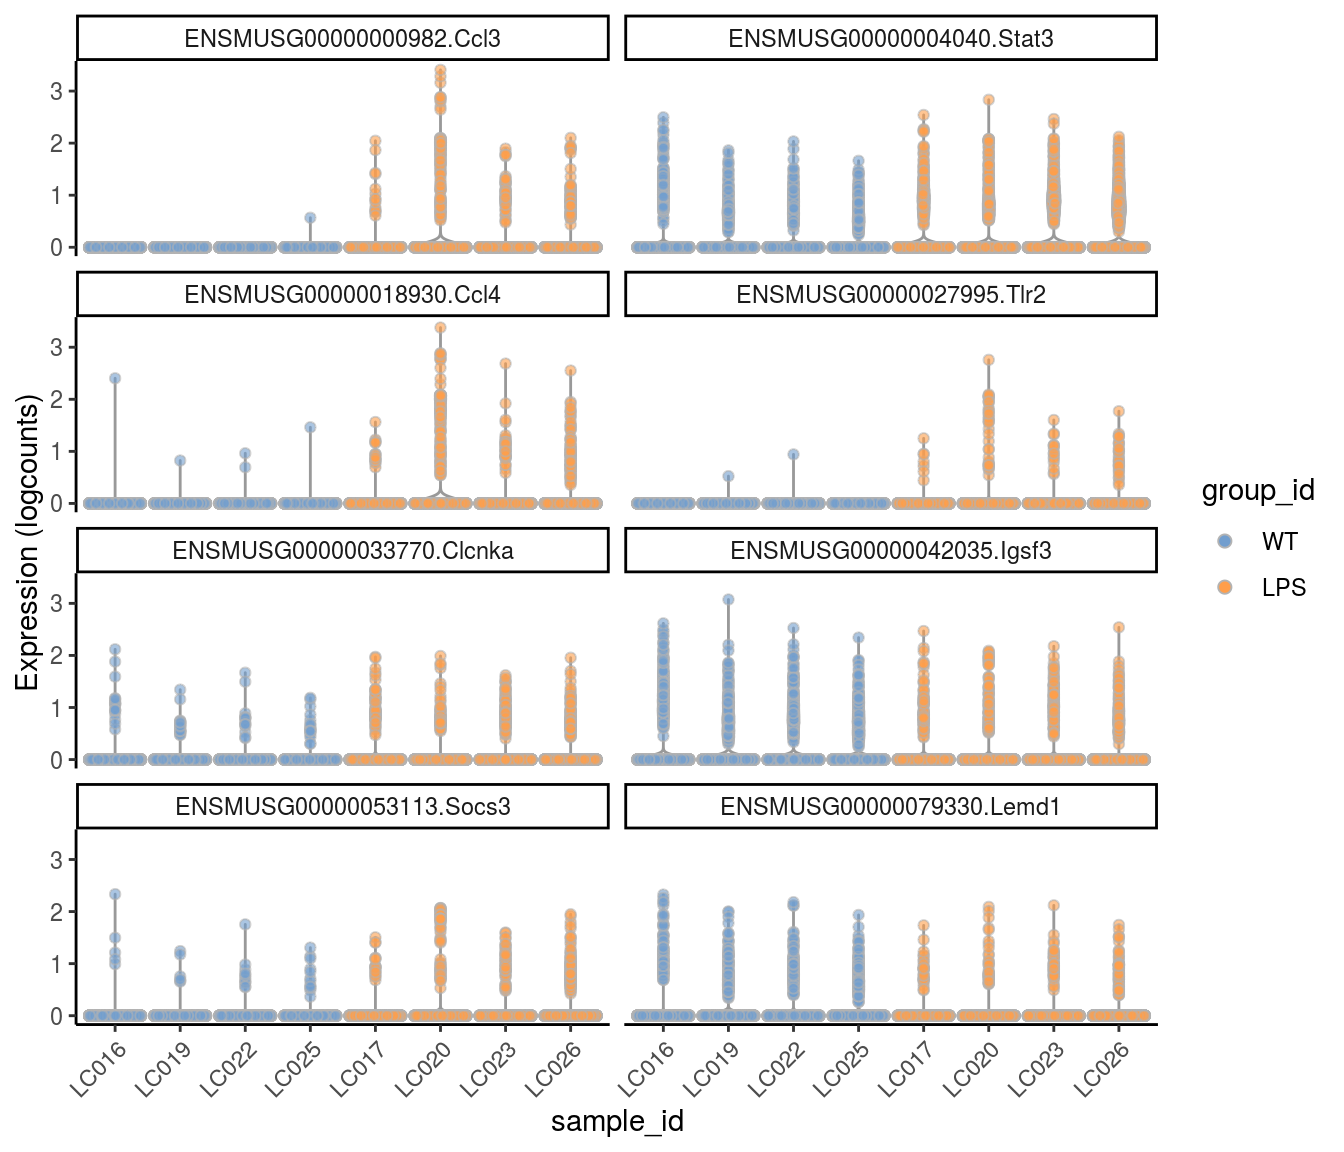 ENSMUSG00000000982.Ccl3
ENSMUSG00000004040.Stat3
3
2
1
0
ENSMUSG00000018930.Ccl4
ENSMUSG00000027995.Tlr2
3
2
1
0
ENSMUSG00000033770.Clcnka
ENSMUSG00000042035.Igsf3
3
2
1
0
ENSMUSG00000053113.Socs3
ENSMUSG00000079330.Lemd1
3
2
1
0
Expression (logcounts)
LC016
LC019
LC022
LC025
LC017
LC020
LC023
LC026
LC016
LC019
LC022
LC025
LC017
LC020
LC023
LC026
sample_id
group_id
WT
LPS